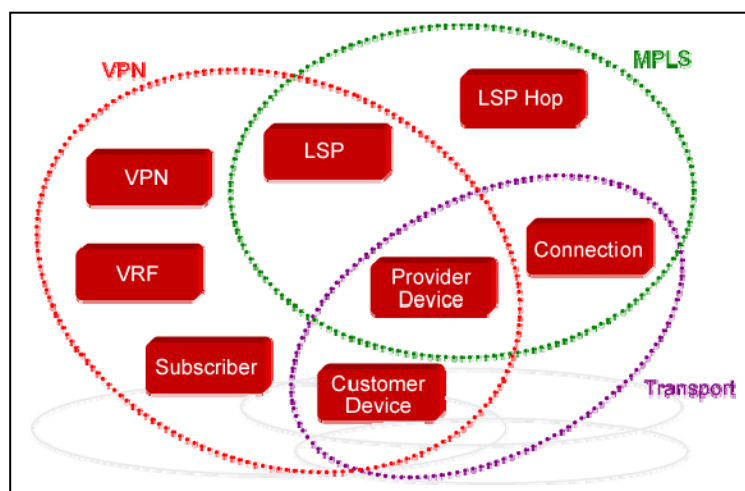 VPN
MPLS
LSP Hop
LSP
VPN
Connection
VRF
Provider
Device
Subscriber
Customer
Device
Transport